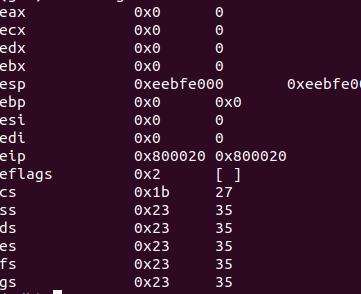 eax 0x0 0
ecx 0x0 0
edx 0x0 0
ebx 0x0 0
esp 0xeebfe000 0xeebfe00
ebp 0x0 0x0
esi 0x0 0
edi 0x0 0
eip 0x800020 0x800020
eflags 0x2 [ ]
cs 0x1b 27
ss 0x23 35
ds 0x23 35
es 0x23 35
fs 0x23 35
gs 0x23 35